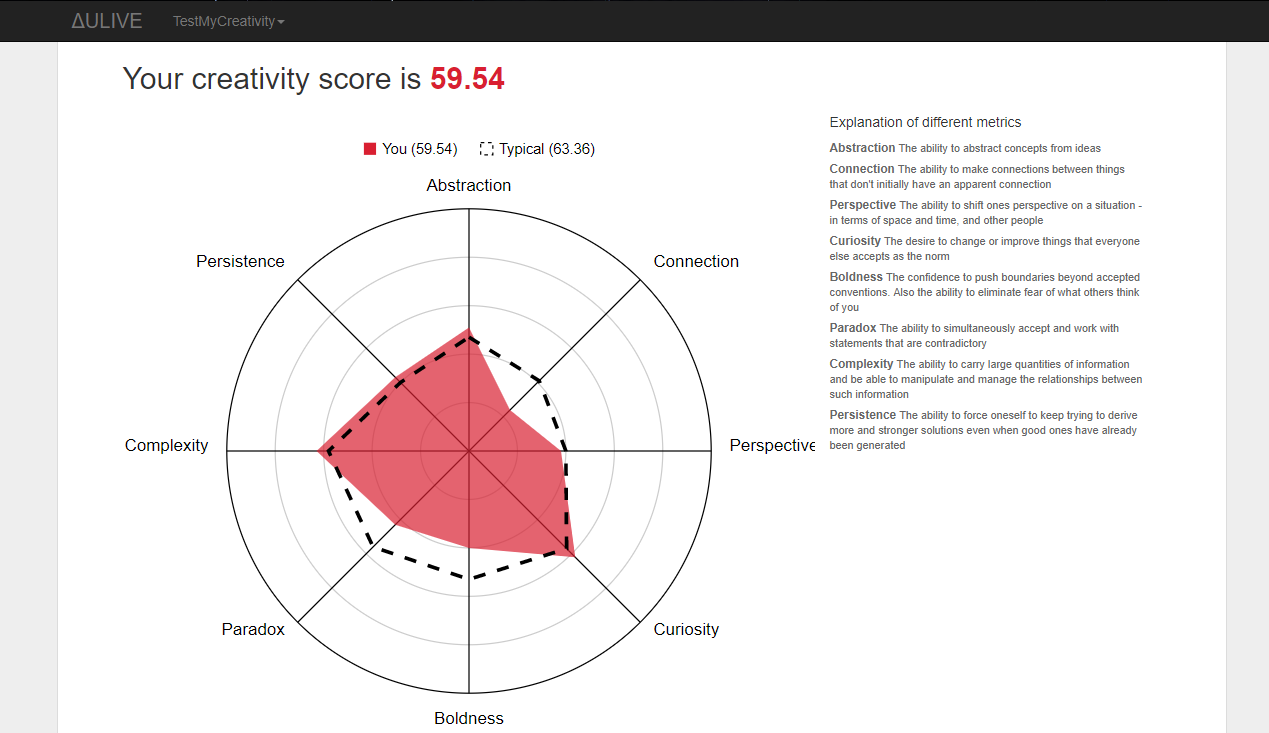 ΔULIVE TestMyCreativity
Your creativity score is 59.54
You (59.54) Typical (63.36)
Abstraction
Connection
Perspective
Curiosity
Boldness
Paradox
Complexity
Persistence
Explanation of different metrics
Abstraction The ability to abstract concepts from ideas
Connection The ability to make connections between things
that don't initially have an apparent connection
Perspective The ability to shift ones perspective on a situation -
in terms of space and time, and other people
Curiosity The desire to change or improve things that everyone
else accepts as the norm
Boldness The confidence to push boundaries beyond accepted
conventions. Also the ability to eliminate fear of what others think
of you
Paradox The ability to simultaneously accept and work with
statements that are contradictory
Complexity The ability to carry large quantities of information
and be able to manipulate and manage the relationships between
such information
Persistence The ability to force oneself to keep trying to derive
more and stronger solutions even when good ones have already
been generated